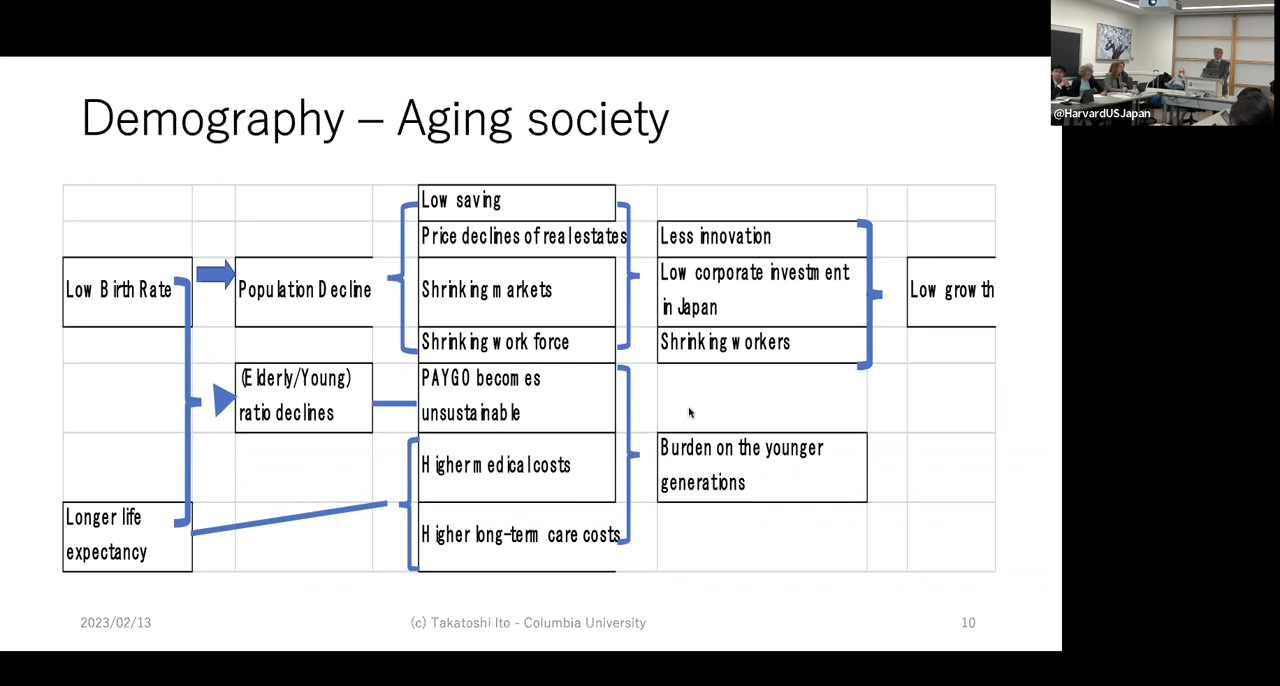 @HarvardUSJapan
Demography – Aging society
Low saving
Price declines of real estates
Less innovation
Low Birth Rate
Population Decline
Shrinking markets
Low corporate investment
in Japan
Low growth
Shrinking work force
Shrinking workers
(Elderly/Young)
ratio declines
PAYGO becomes
unsustainable
Higher medical costs
Burden on the younger
generations
Longer life
expectancy
Higher long-term care costs
2023/02/13
(c) Takatoshi Ito - Columbia University
10